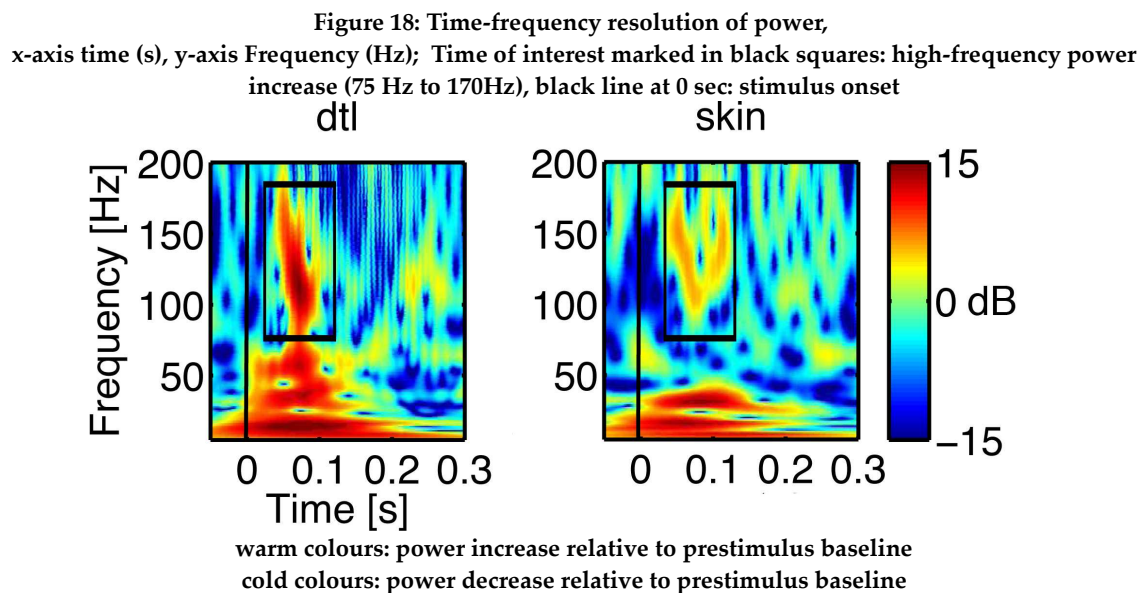 Figure 18: Time-frequency resolution of power,
x-axis time (s), y-axis Frequency (Hz); Time of interest marked in black squares: high-frequency power
increase (75 Hz to 170Hz), black line at 0 sec: stimulus onset
dtl
skin
Frequency [Hz]
200
150
100
50
0 0.1 0.2 0.3
Time [s]
200
150
100
50
0 0.1 0.2 0.3
15
0 dB
−15
warm colours: power increase relative to prestimulus baseline
cold colours: power decrease relative to prestimulus baseline